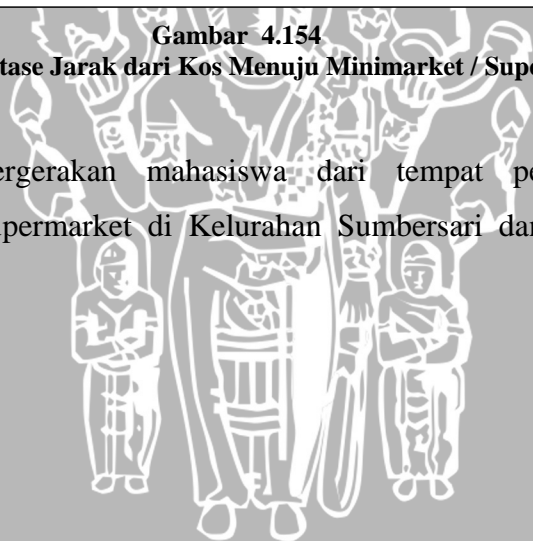 Gambar 4.154
tase Jarak dari Kos Menuju Minimarket / Supe
ergerakan mahasiswa dari tempat pe
upermarket di Kelurahan Sumbersari dan